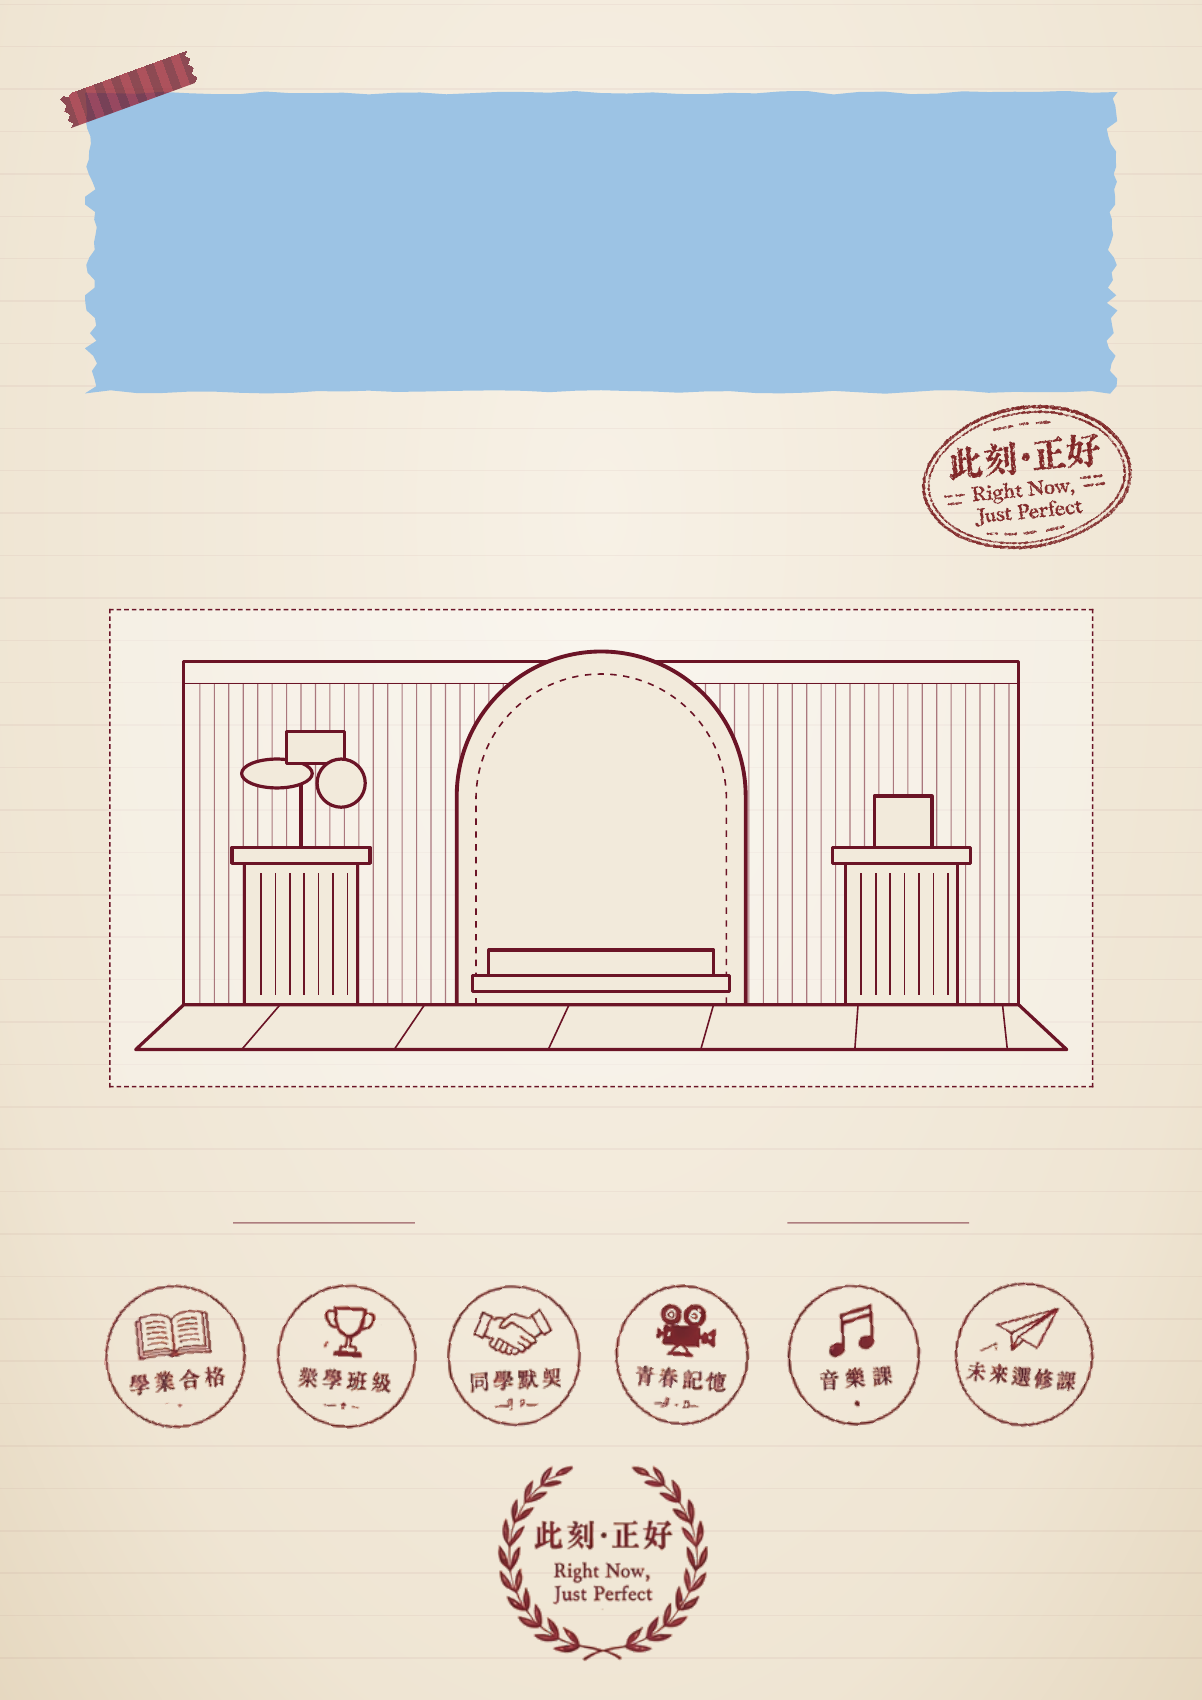 此刻·正好
Right Now,
Just Perfect
學業合格
業學班級
同學默契
青春記憶
音樂課
未來選修課
此刻·正好
Right Now,
Just Perfect